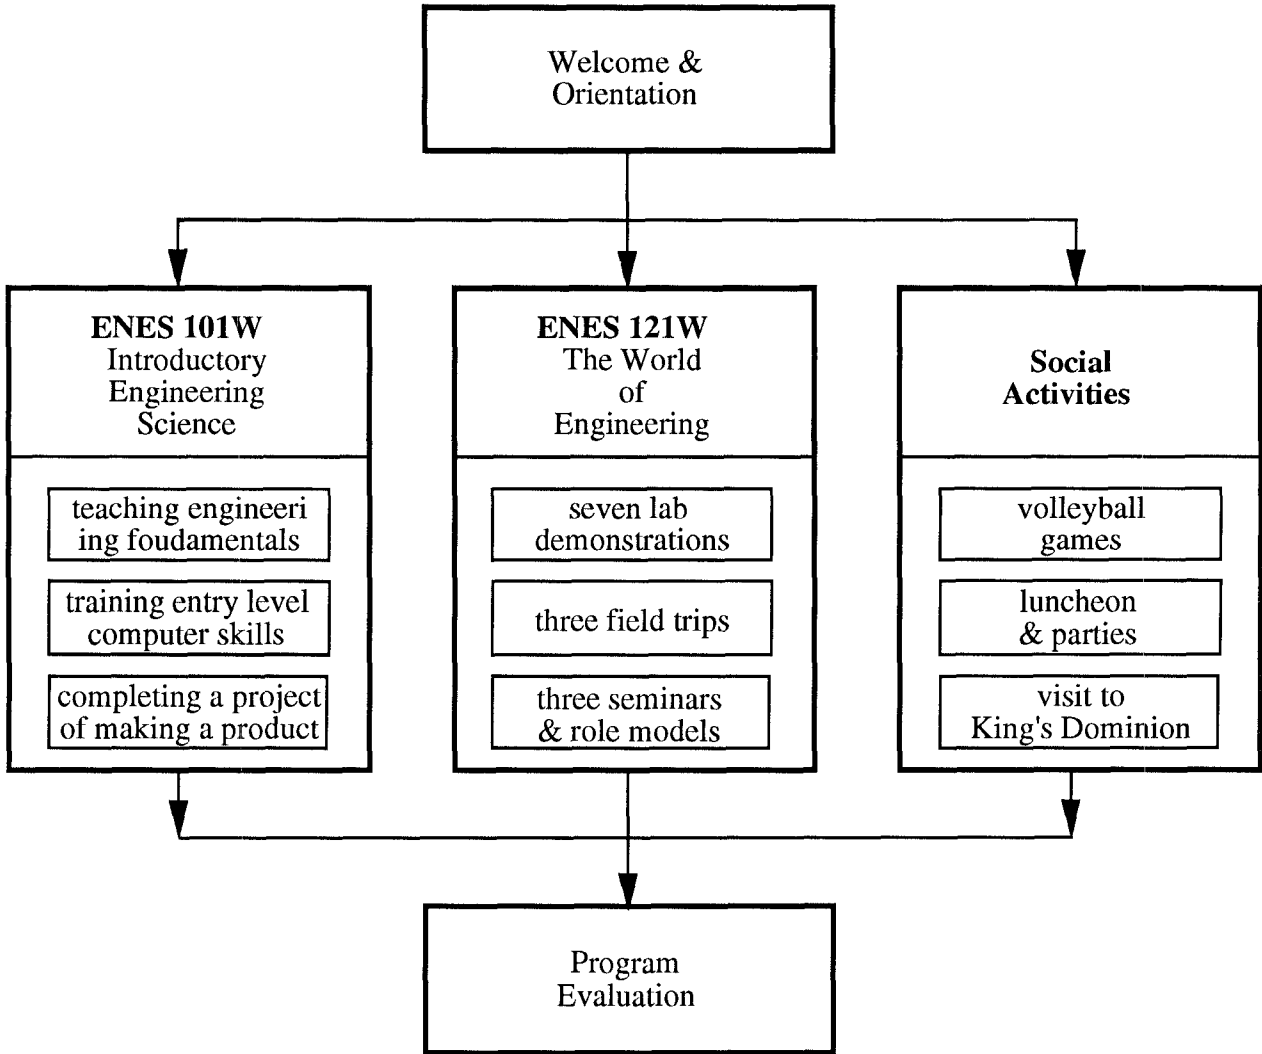 Welcome &
Orientation
ENES 101W
Introductory
Engineering
Science
teaching engineeri
ing foudamentals
training entry level
computer skills
completing a project
of making a product
ENES 121W
The World
of
Engineering
seven lab
demonstrations
three field trips
three seminars
& role models
Social
Activities
volleyball
games
luncheon
& parties
visit to
King's Dominion
Program
Evaluation